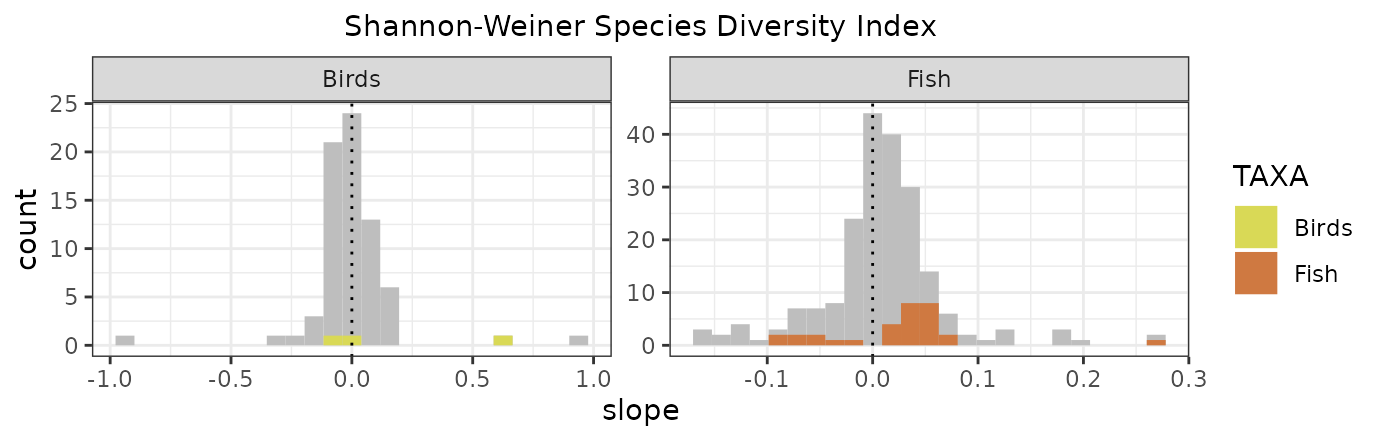 Shannon-Weiner Species Diversity Index
Birds
Fish
count
25
20
15
10
5
0
-1.0 -0.5 0.0 0.5 1.0
40
30
20
10
0
-0.1 0.0 0.1 0.2 0.3
slope
TAXA
Birds
Fish